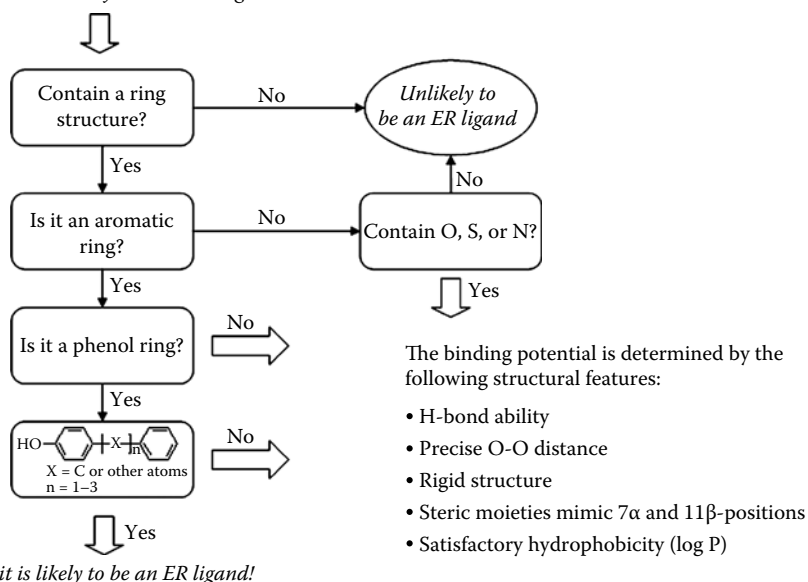 Contain a ring
structure?
No
Unlikely to
be an ER ligand
Yes
No
Is it an aromatic
ring?
No
Contain O, S, or N?
Yes
Yes
Is it a phenol ring?
No
The binding potential is determined by the
following structural features:
Yes
• H-bond ability
HO X n
No
• Precise O-O distance
X = C or other atoms
n = 1–3
• Rigid structure
• Steric moieties mimic 7α and 11β-positions
Yes
• Satisfactory hydrophobicity (log P)
it is likely to be an ER ligand!